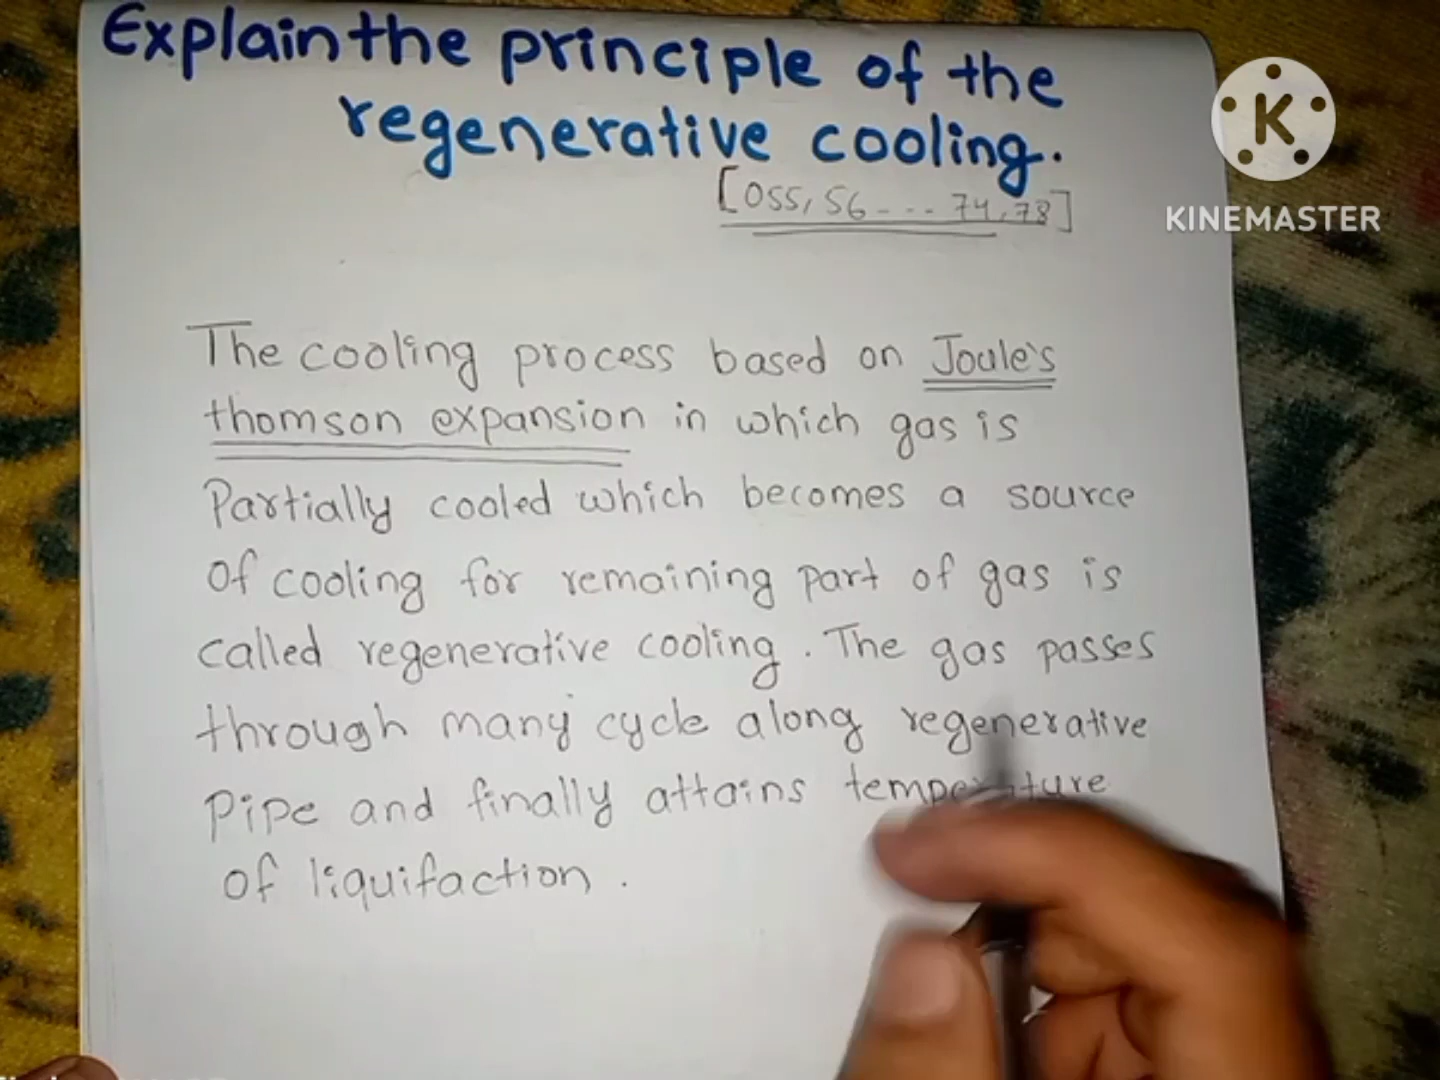 Explain the principle of the
regenerative cooling.
[055, 56 --- 74, 78]
K
KINEMASTER
The cooling process based on Joule's
thomson expansion in which gas is
Partially cooled which becomes a source
Of cooling for remaining part of gas is
called regenerative cooling. The gas passes
through many cycle along regenerative
Pipe and finally attains temperature
of liquifaction.